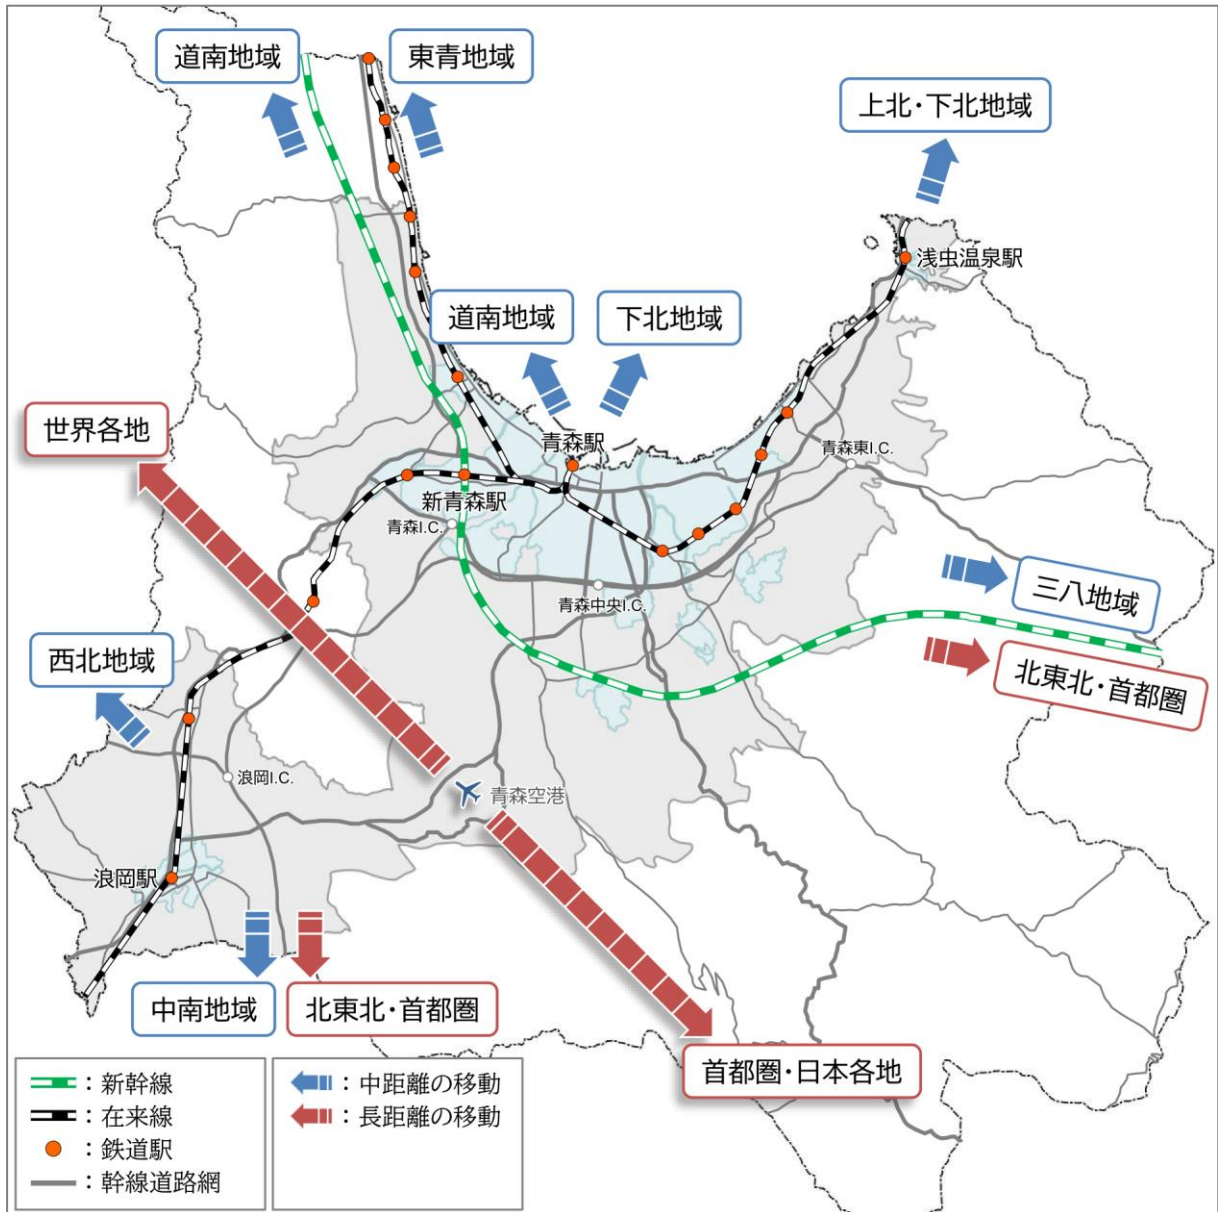 道南地域
東青地域
上北・下北地域
浅虫温泉駅
道南地域
下北地域
世界各地
青森駅
青森東I.C.
新青森駅
青森I.C.
青森中央I.C.
三八地域
西北地域
北東北・首都圏
浪岡I.C.
青森空港
浪岡駅
中南地域
北東北・首都圏
首都圏・日本各地
：新幹線
：在来線
：鉄道駅
：幹線道路網
：中距離の移動
：長距離の移動